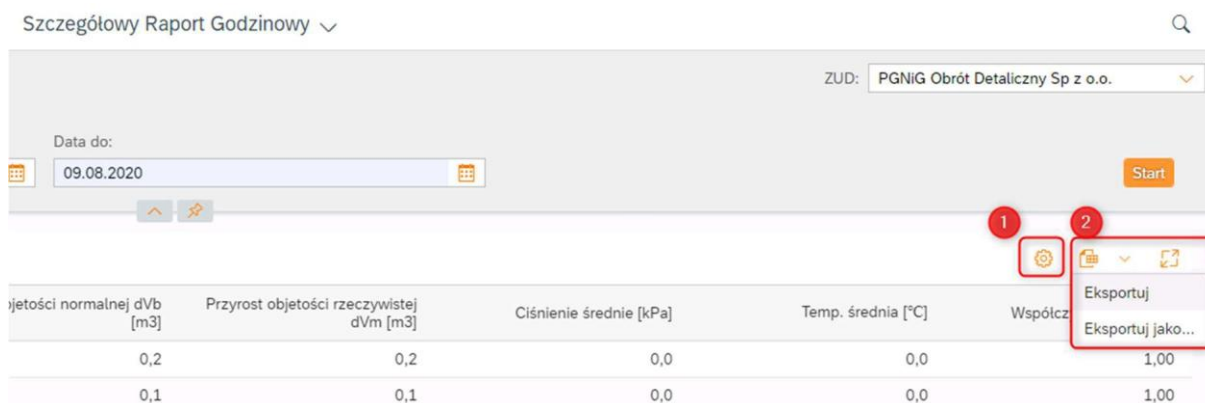 Szczegółowy Raport Godzinowy
ZUD: PGNiG Obrót Detaliczny Sp z o.o.
Data do:
09.08.2020
Start
1 2
Eksportuj
Eksportuj jako...
objętości normalnej dVb [m3]
Przyrost objętości rzeczywistej dVm [m3]
Ciśnienie średnie [kPa]
Temp. średnia [°C]
Współcz
0,2 0,2 0,0 0,0 1,00
0,1 0,1 0,0 0,0 1,00